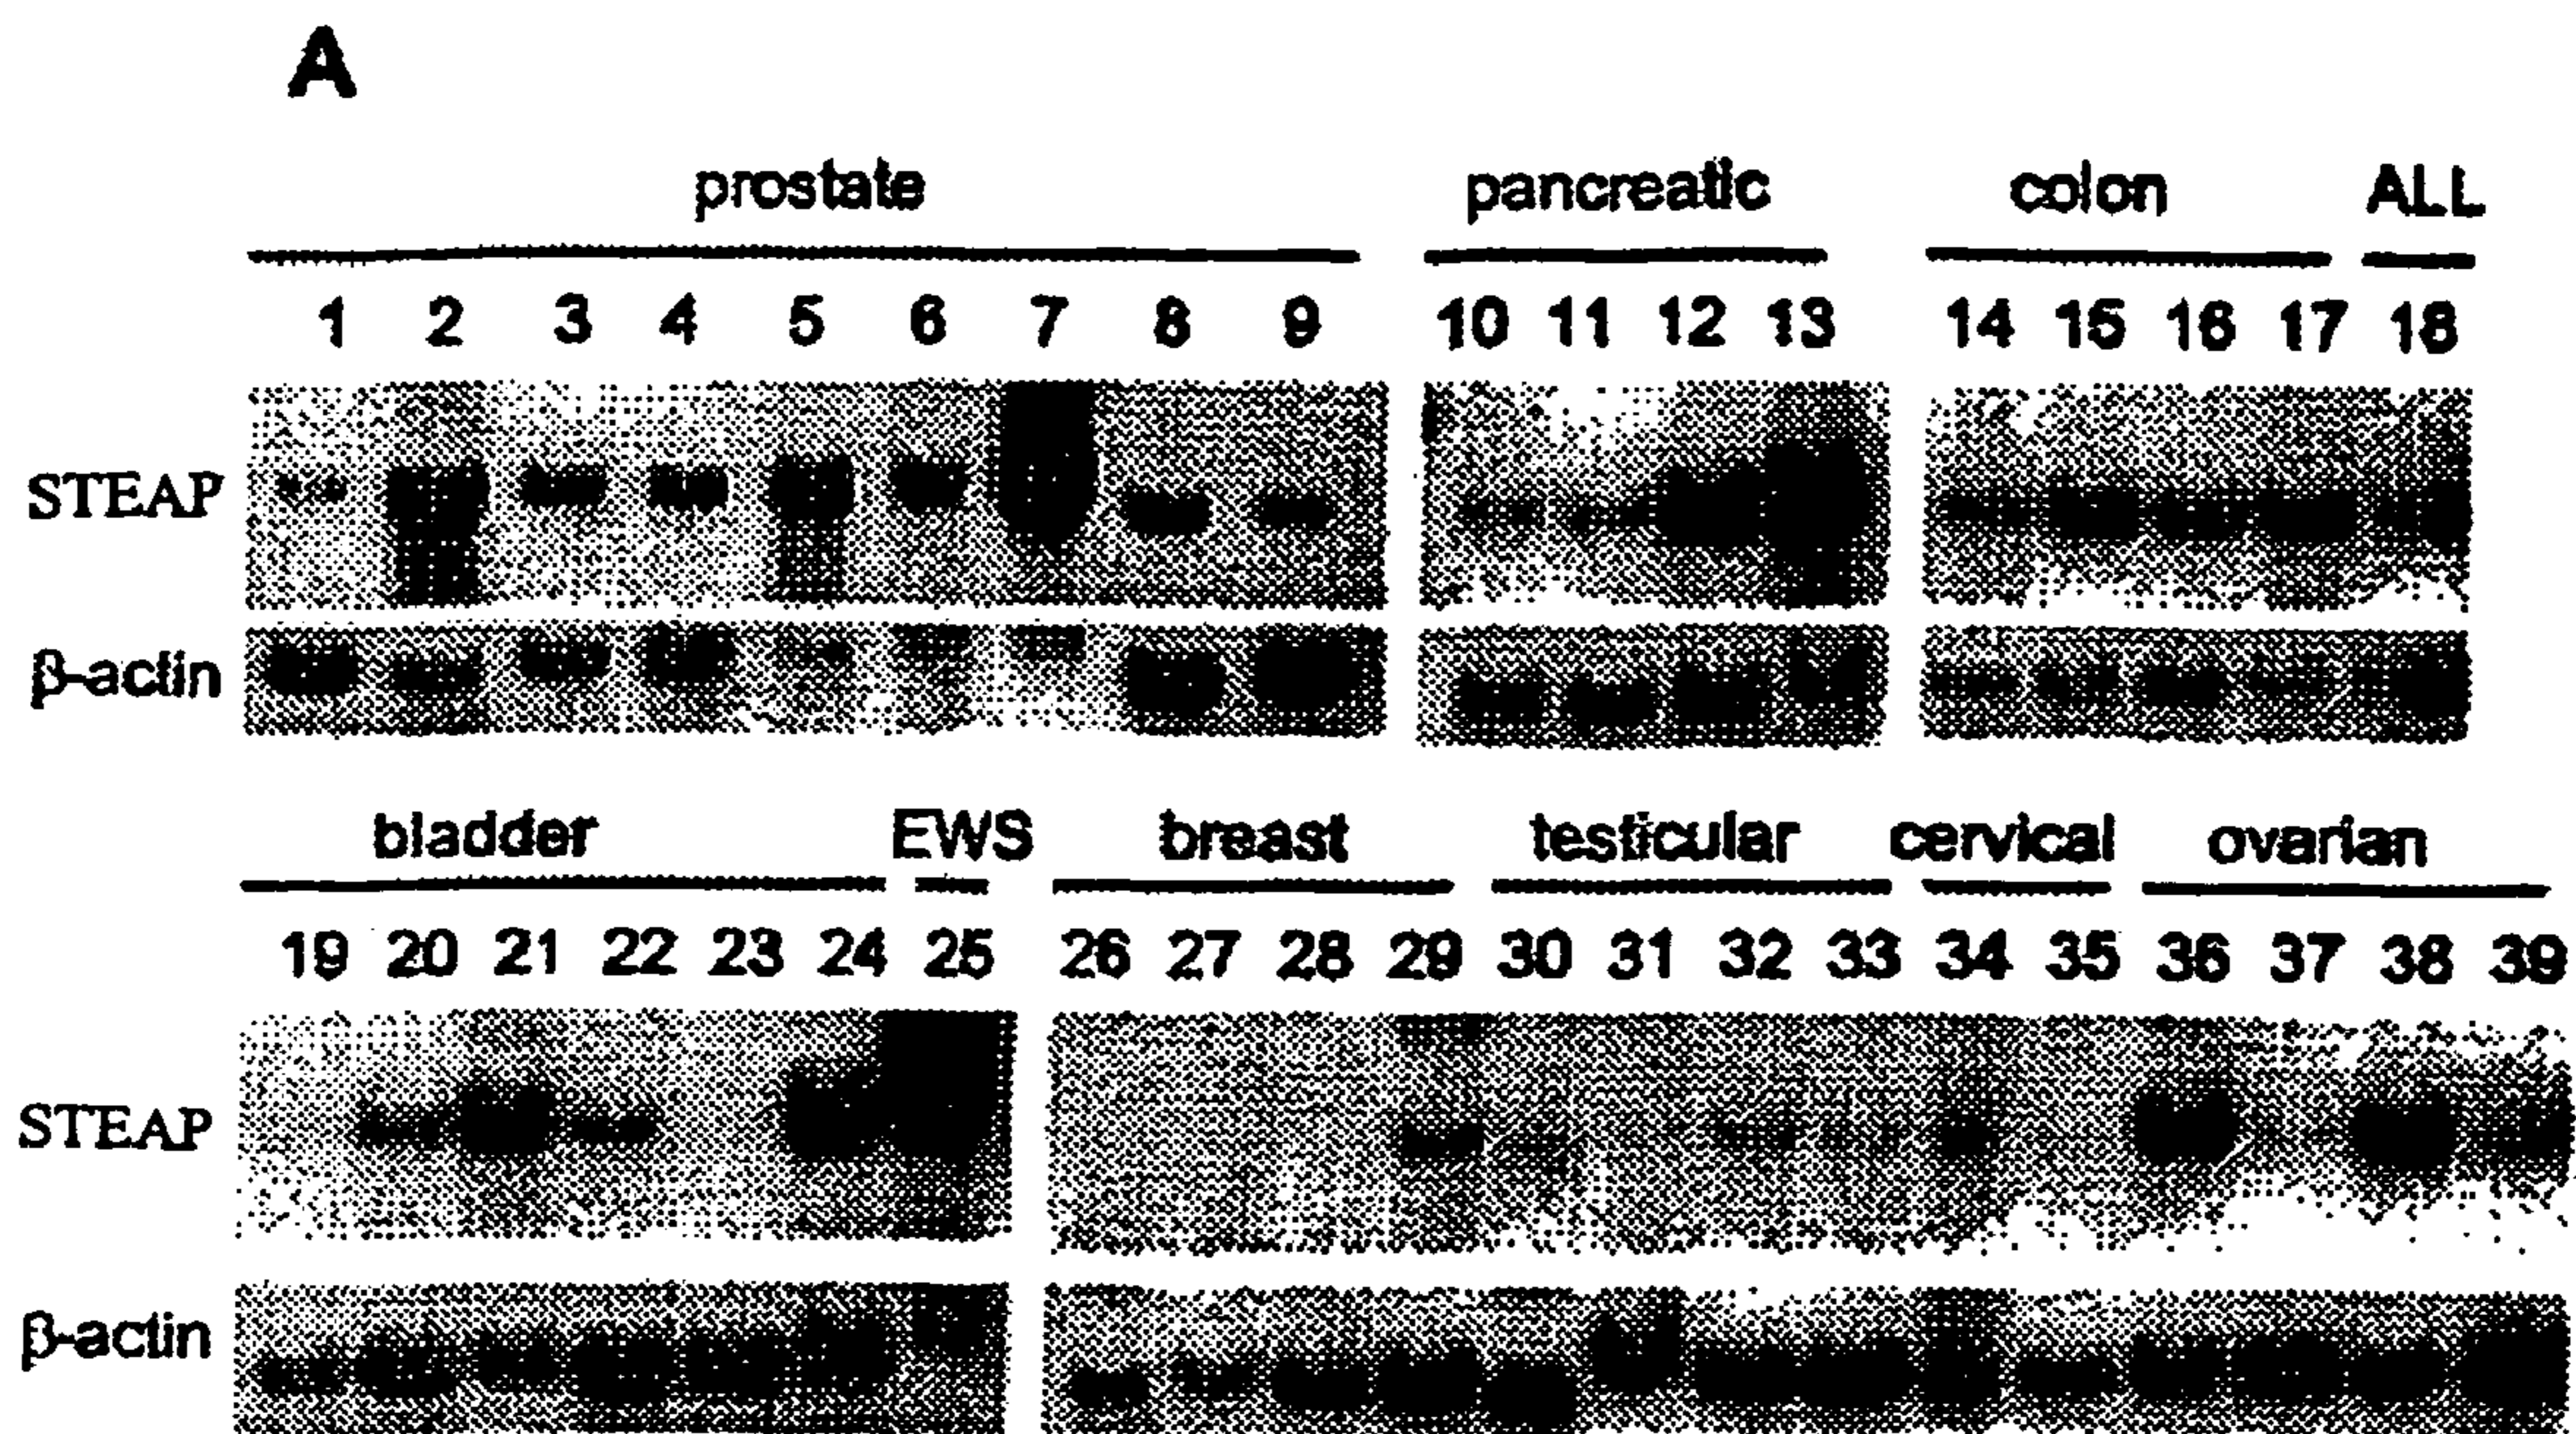 A
prostate pancreatic colon ALL
1 2 3 4 5 6 7 8 9 10 11 12 13 14 15 16 17 18
STEAP
β-actin
bladder EWS breast testicular cervical ovarian
19 20 21 22 23 24 25 26 27 28 29 30 31 32 33 34 35 36 37 38 39
STEAP
β-actin